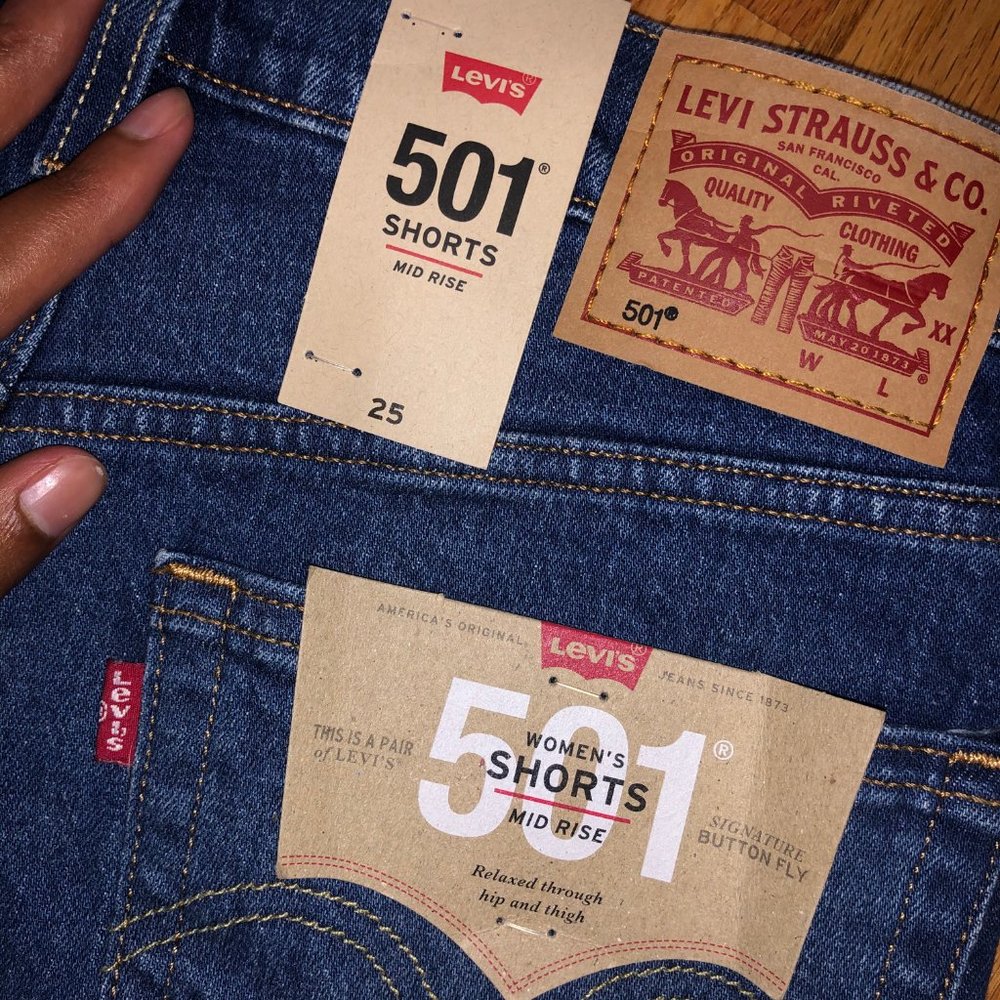 Levi's®
501®
SHORTS
MID RISE
25
LEVI STRAUSS & CO.
SAN FRANCISCO
CAL.
ORIGINAL RIVETED
QUALITY CLOTHING
PATENTED
MAY 20 1873
501®
XX
W L
®
Levi's
®
AMERICA'S ORIGINAL
Levi's®
JEANS SINCE 1873
THIS IS A PAIR
of LEVI'S®
501®
WOMEN'S
SHORTS
MID RISE
SIGNATURE
BUTTON FLY
Relaxed through
hip and thigh